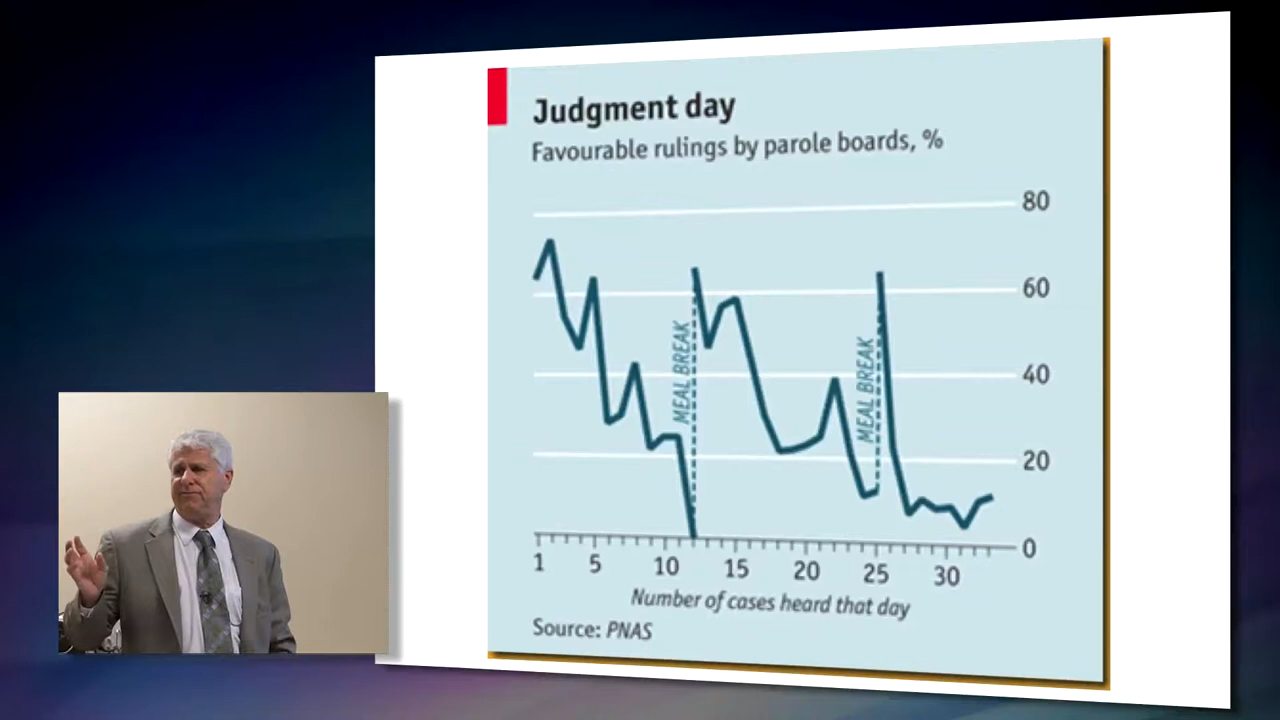 Judgment day
Favourable rulings by parole boards, %
80
60
40
20
0
MEAL BREAK
MEAL BREAK
1 5 10 15 20 25 30
Number of cases heard that day
Source: PNAS